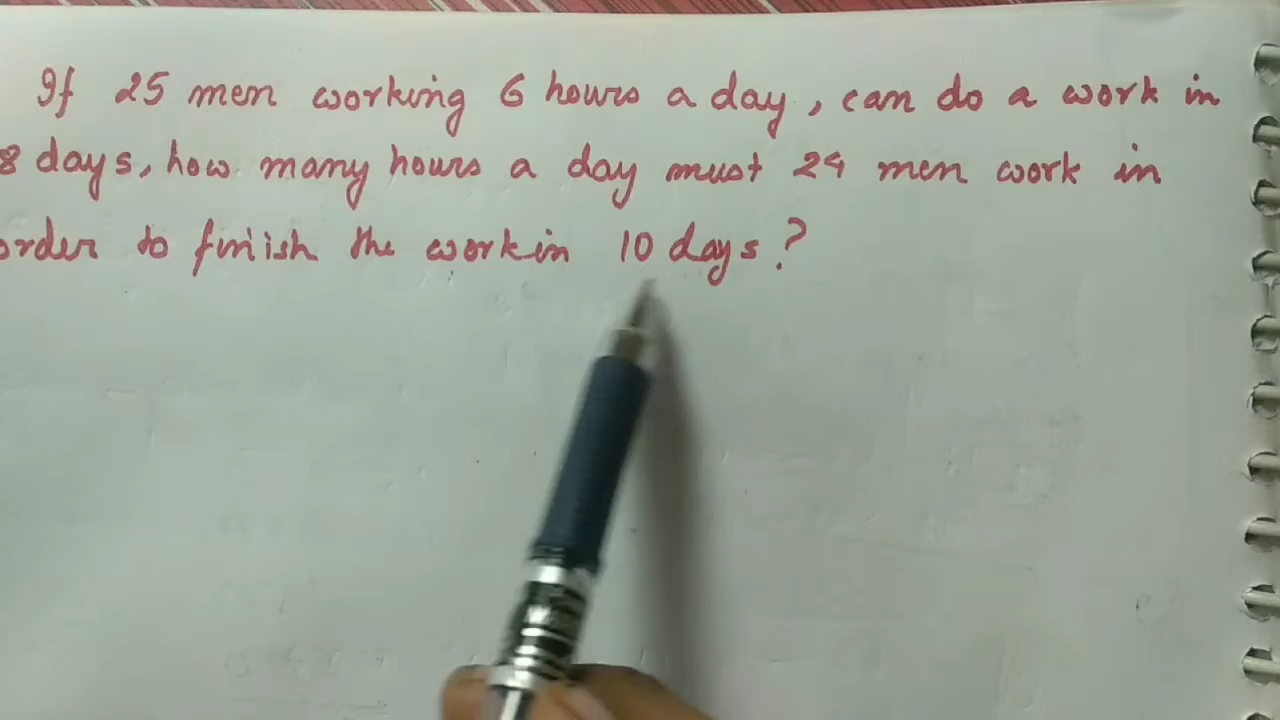 If 25 men working 6 hours a day, can do a work in
8 days, how many hours a day must 24 men work in
order to finish the work in 10 days?